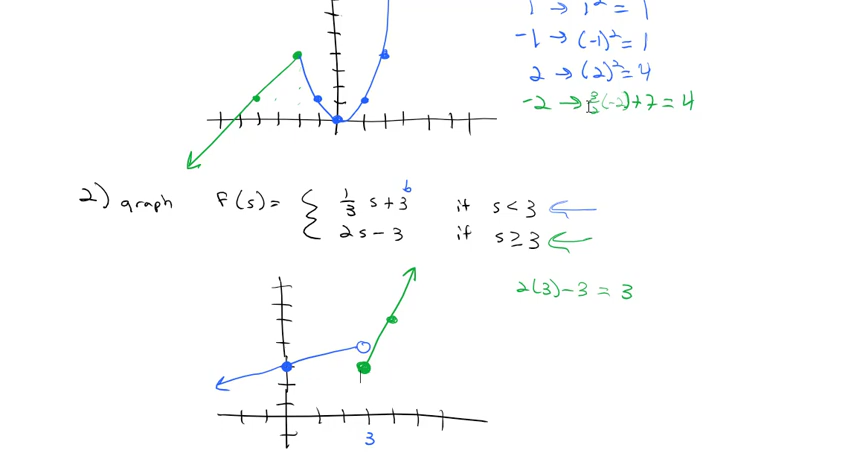 1 → 1² = 1
-1 → (-1)² = 1
2 → (2)² = 4
-2 → (-2) + 7 = 4
2) graph f(s) = { 1/3 s + 3 b if s < 3
2s - 3 if s ≥ 3
2(3) - 3 = 3
3